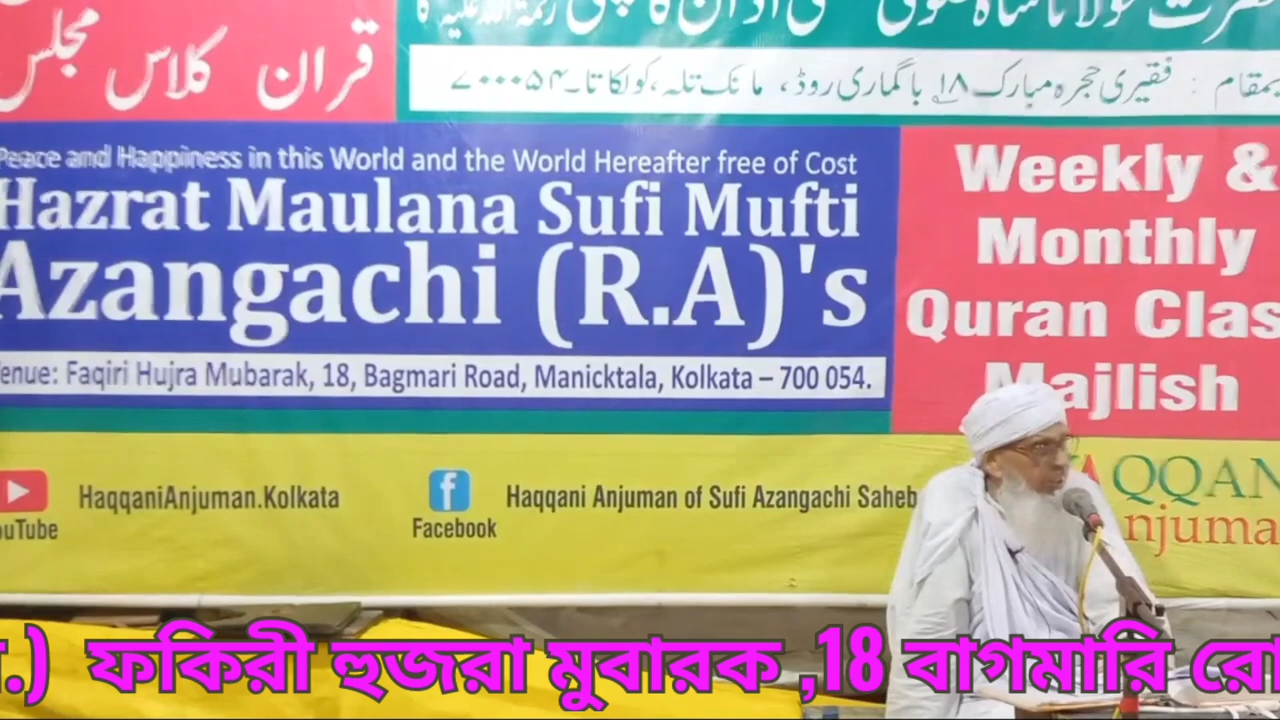 قران کلاس مجلس
بمقام : فقیری حجرہ مبارک ۱۸ باگماری روڈ، مانک تلہ، کولکاتا۔۷۰۰۰۵۴
Peace and Happiness in this World and the World Hereafter free of Cost
Hazrat Maulana Sufi Mufti
Azangachi (R.A)'s
Venue: Faqiri Hujra Mubarak, 18, Bagmari Road, Manicktala, Kolkata – 700 054.
Weekly &
Monthly
Quran Clas
Majlish
HaqqaniAnjuman.Kolkata
ouTube
Facebook
Haqqani Anjuman of Sufi Azangachi Saheb
AQQAN
njuma
.) ফকিরী হুজরা মুবারক ,18 বাগমারি রো